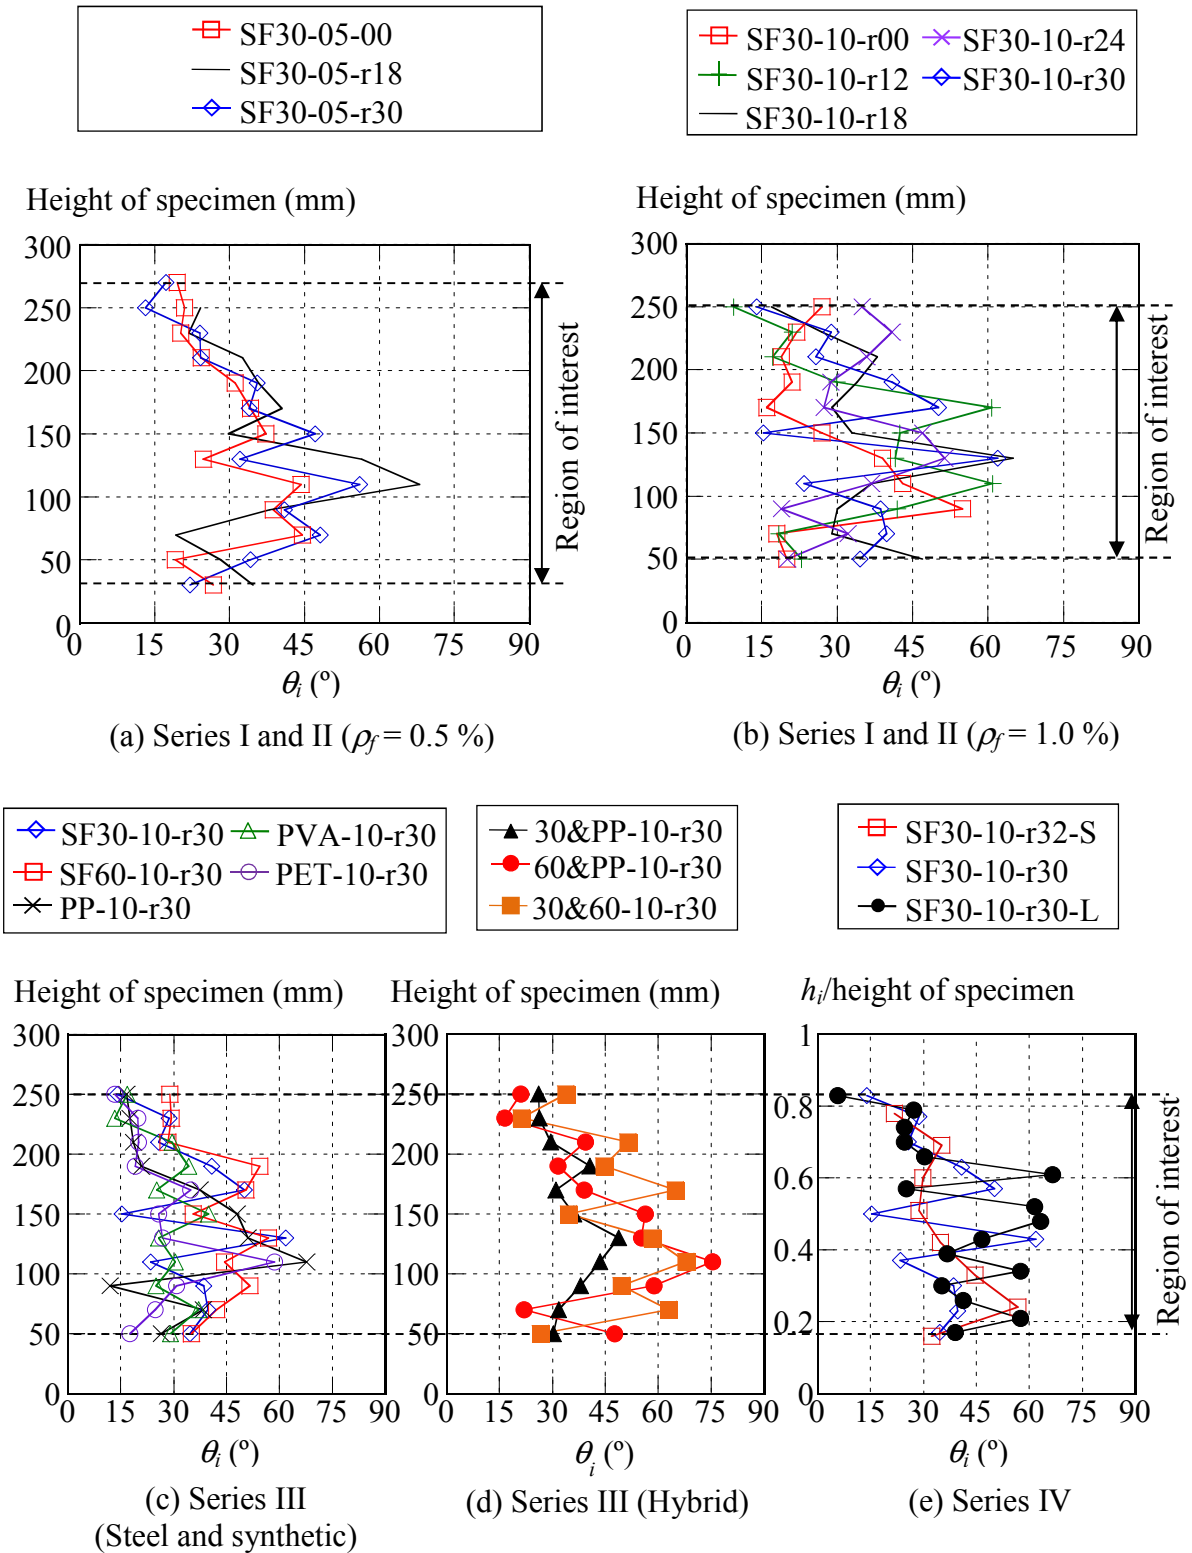 SF30-05-00
SF30-05-r18
SF30-05-r30
SF30-10-r00 SF30-10-r24
SF30-10-r12 SF30-10-r30
SF30-10-r18
Height of specimen (mm)
300
250
200
150
100
50
0
0 15 30 45 60 75 90
θi (º)
Region of interest
(a) Series I and II (ρf = 0.5 %)
Height of specimen (mm)
300
250
200
150
100
50
0
0 15 30 45 60 75 90
θi (º)
Region of interest
(b) Series I and II (ρf = 1.0 %)
SF30-10-r30 PVA-10-r30
SF60-10-r30 PET-10-r30
PP-10-r30
30&PP-10-r30
60&PP-10-r30
30&60-10-r30
SF30-10-r32-S
SF30-10-r30
SF30-10-r30-L
Height of specimen (mm)
300
250
200
150
100
50
0
0 15 30 45 60 75 90
θi (º)
(c) Series III
(Steel and synthetic)
Height of specimen (mm)
300
250
200
150
100
50
0
0 15 30 45 60 75 90
θi (º)
(d) Series III (Hybrid)
hi/height of specimen
1
0.8
0.6
0.4
0.2
0
0 15 30 45 60 75 90
θi (º)
Region of interest
(e) Series IV